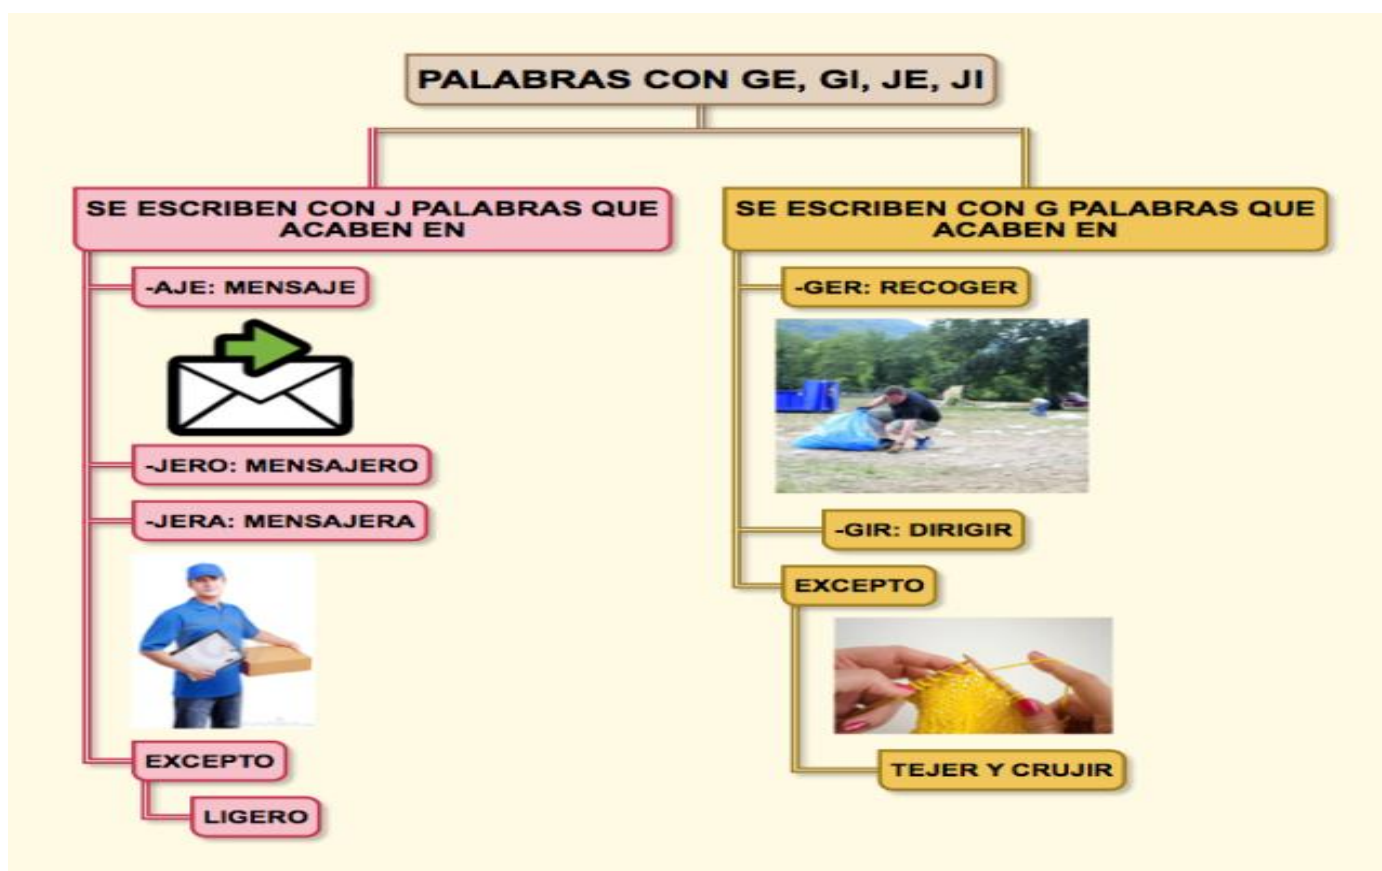 PALABRAS CON GE, GI, JE, JI
SE ESCRIBEN CON J PALABRAS QUE
ACABEN EN
-AJE: MENSAJE
-JERO: MENSAJERO
-JERA: MENSAJERA
EXCEPTO
LIGERO
SE ESCRIBEN CON G PALABRAS QUE
ACABEN EN
-GER: RECOGER
-GIR: DIRIGIR
EXCEPTO
TEJER Y CRUJIR